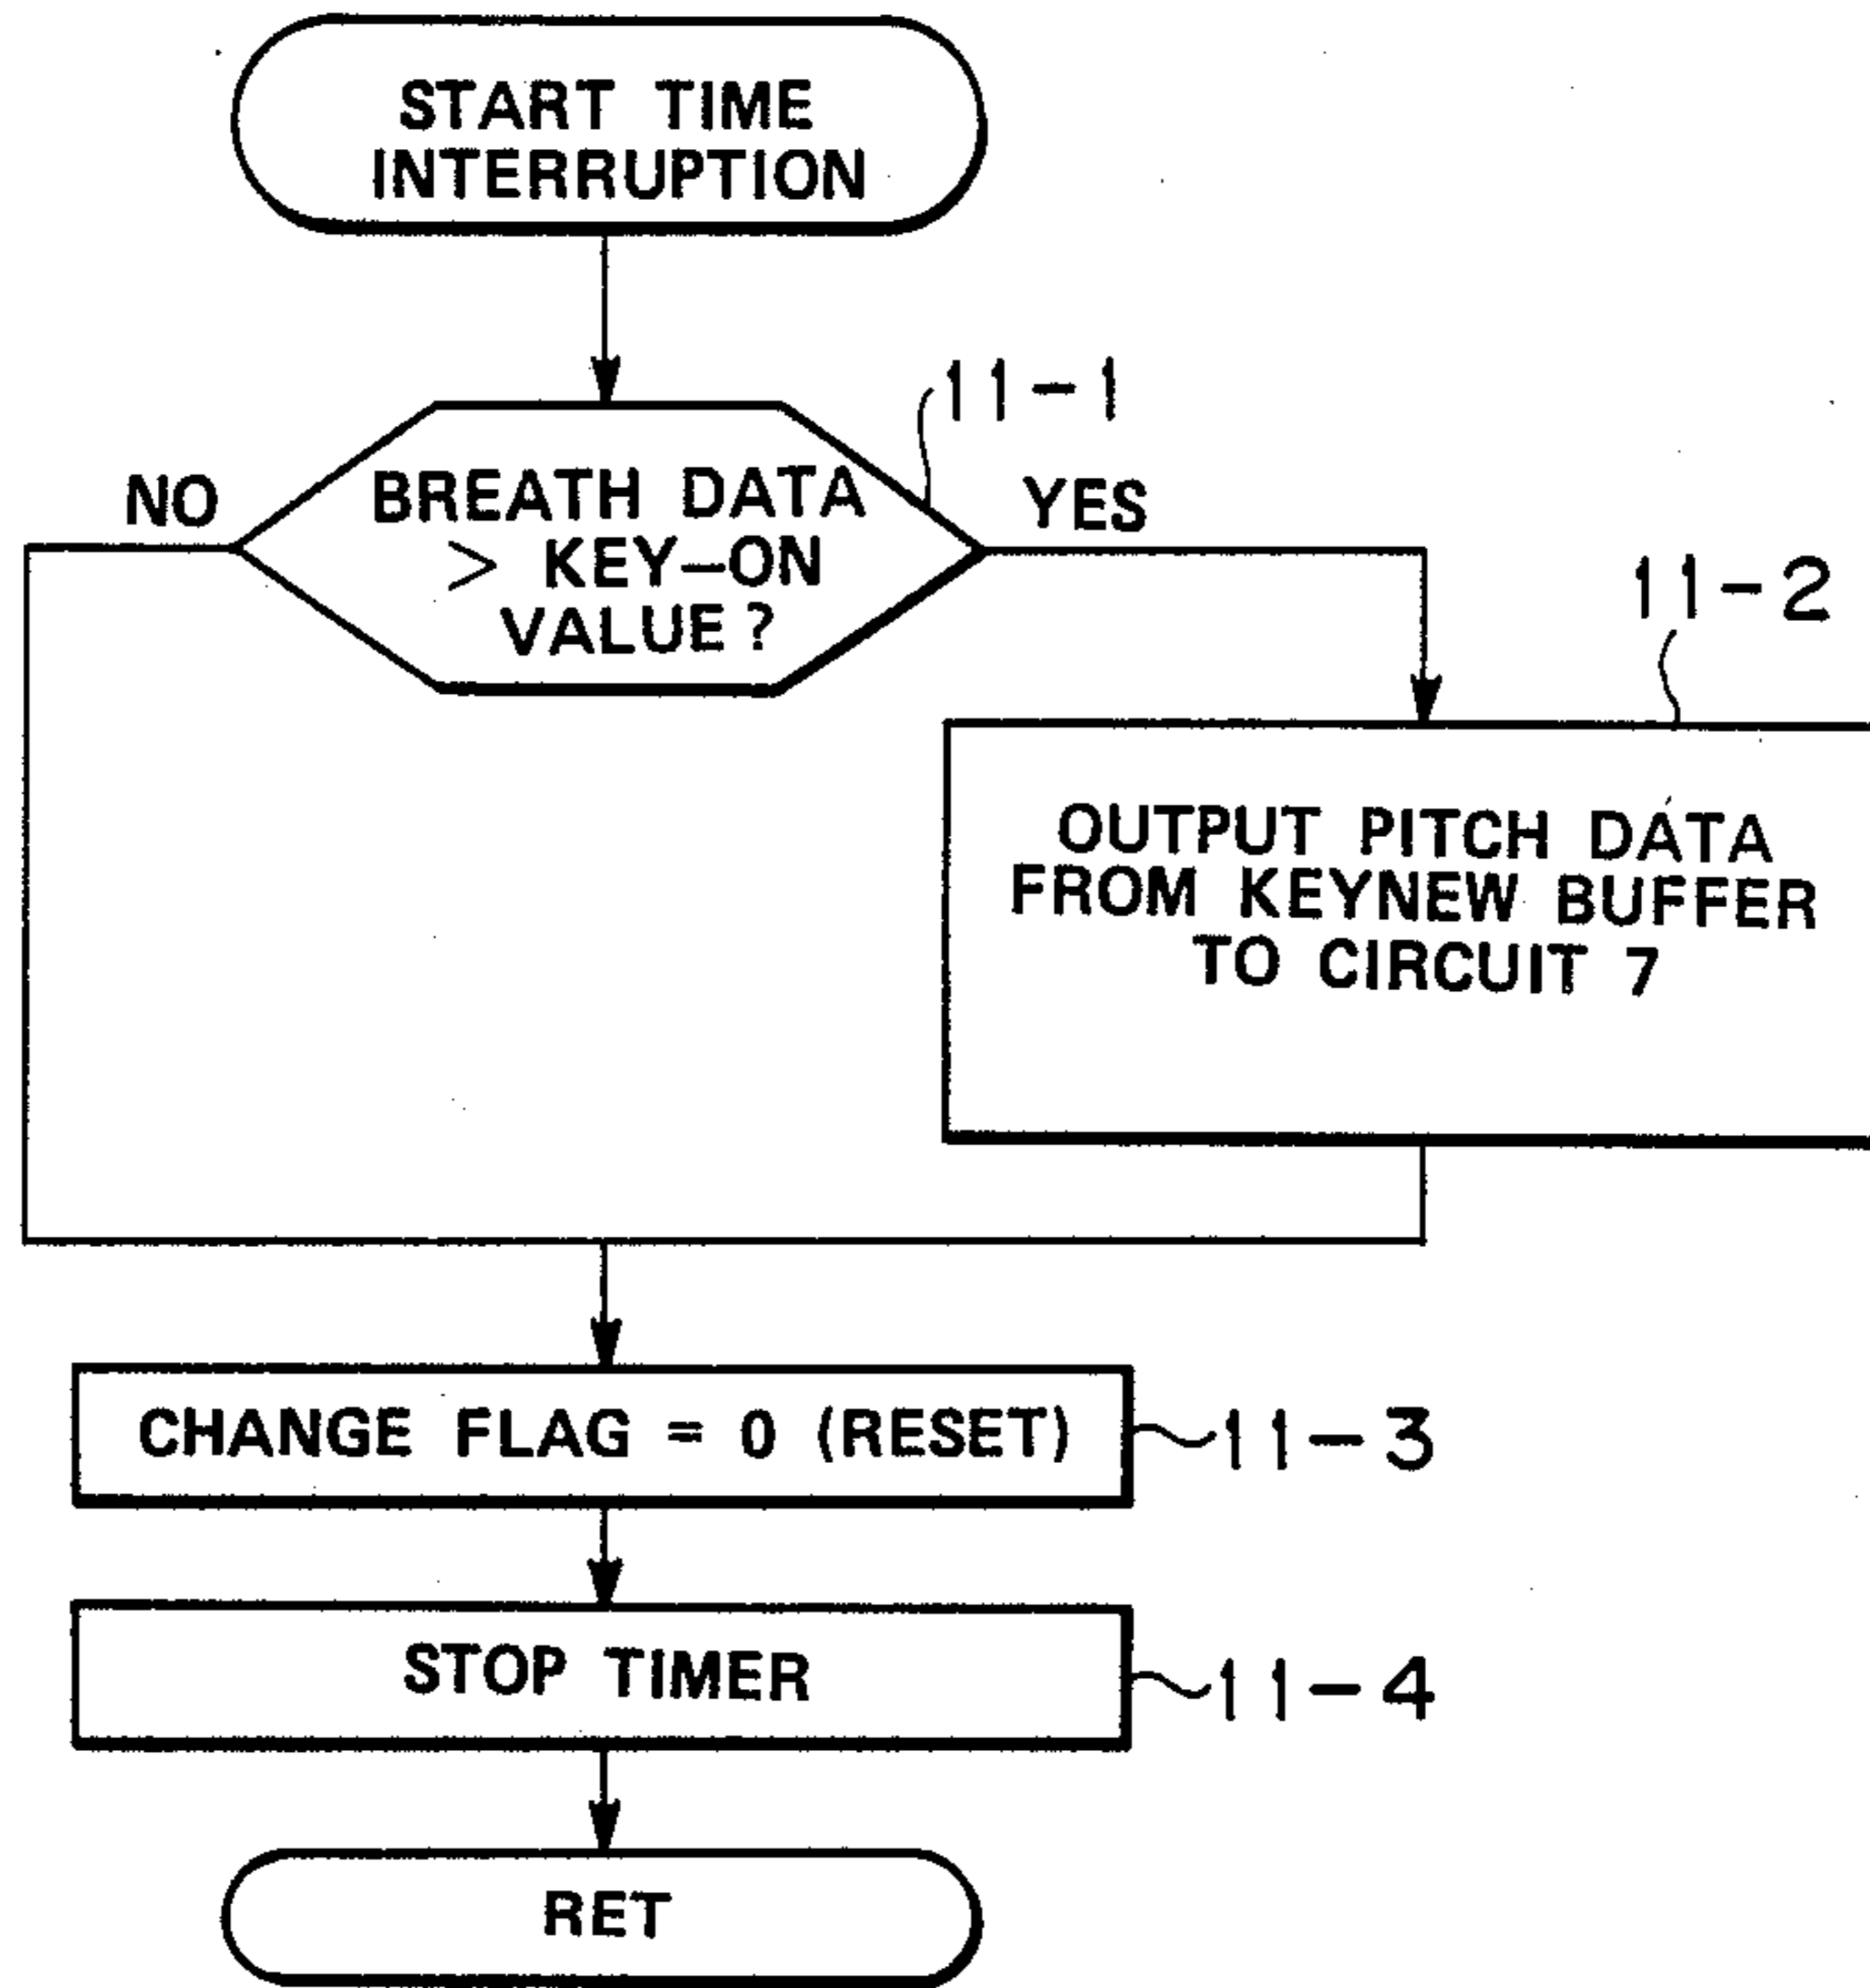 START TIME
INTERRUPTION
11-1
NO
BREATH DATA
> KEY-ON
VALUE?
YES
11-2
OUTPUT PITCH DATA
FROM KEYNEW BUFFER
TO CIRCUIT 7
CHANGE FLAG = 0 (RESET)
11-3
STOP TIMER
11-4
RET